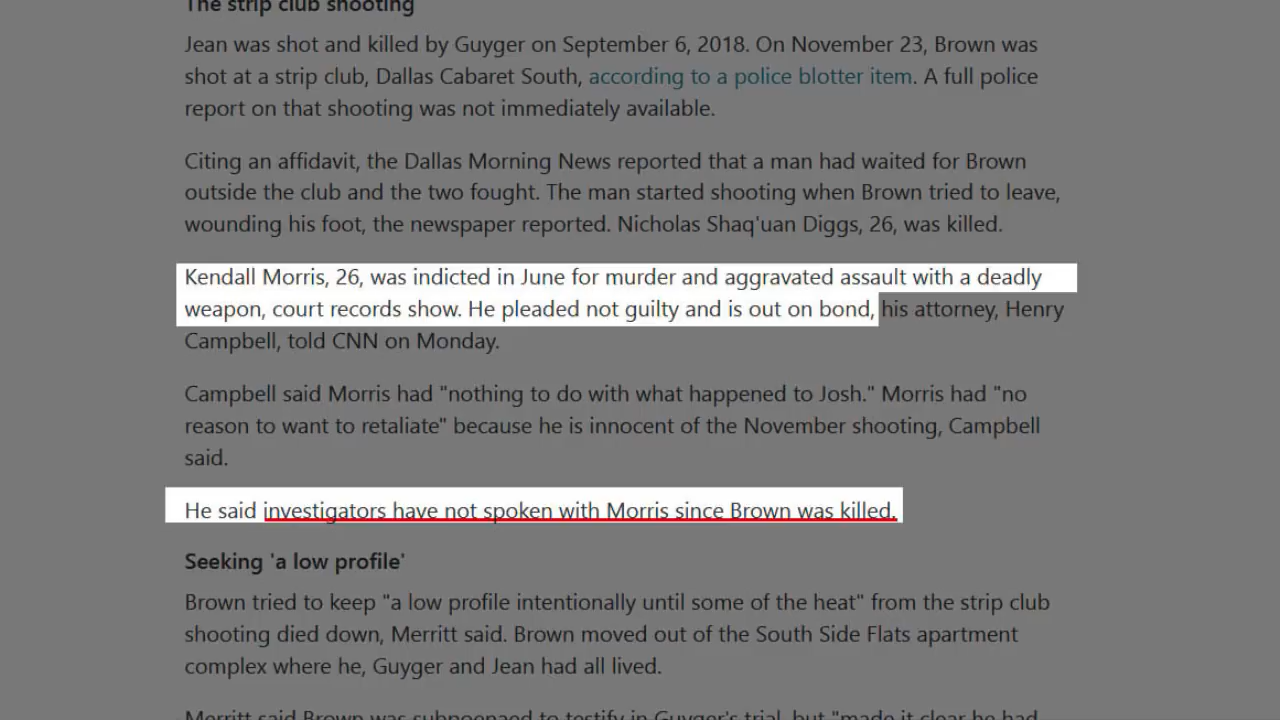 The strip club shooting
Jean was shot and killed by Guyger on September 6, 2018. On November 23, Brown was
shot at a strip club, Dallas Cabaret South, according to a police blotter item. A full police
report on that shooting was not immediately available.
Citing an affidavit, the Dallas Morning News reported that a man had waited for Brown
outside the club and the two fought. The man started shooting when Brown tried to leave,
wounding his foot, the newspaper reported. Nicholas Shaq'uan Diggs, 26, was killed.
Kendall Morris, 26, was indicted in June for murder and aggravated assault with a deadly
weapon, court records show. He pleaded not guilty and is out on bond, his attorney, Henry
Campbell, told CNN on Monday.
Campbell said Morris had "nothing to do with what happened to Josh." Morris had "no
reason to want to retaliate" because he is innocent of the November shooting, Campbell
said.
He said investigators have not spoken with Morris since Brown was killed.
Seeking 'a low profile'
Brown tried to keep "a low profile intentionally until some of the heat" from the strip club
shooting died down, Merritt said. Brown moved out of the South Side Flats apartment
complex where he, Guyger and Jean had all lived.
Merritt said Brown was subpoenaed to testify in Guyger's trial, but "made it clear he had